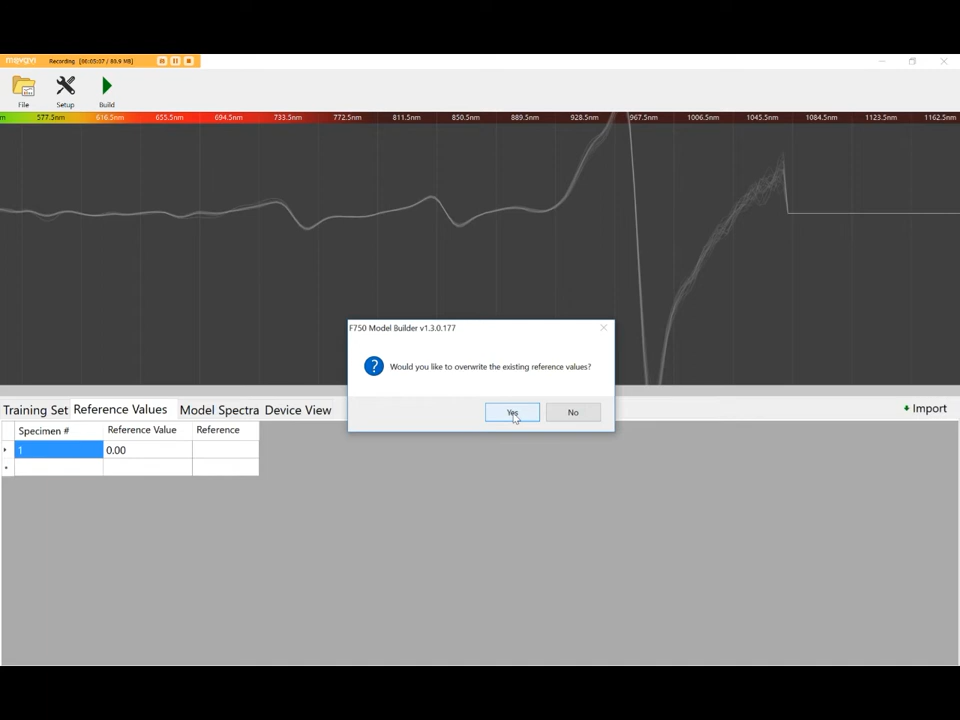 movavi Recording [00:05:07 / 80.9 MB]
File Setup Build
m 577.5nm 616.5nm 655.5nm 694.5nm 733.5nm 772.5nm 811.5nm 850.5nm 889.5nm 928.5nm 967.5nm 1006.5nm 1045.5nm 1084.5nm 1123.5nm 1162.5nm
F750 Model Builder v1.3.0.177
Would you like to overwrite the existing reference values?
Yes No
Training Set Reference Values Model Spectra Device View Import
Specimen # Reference Value Reference
1 0.00